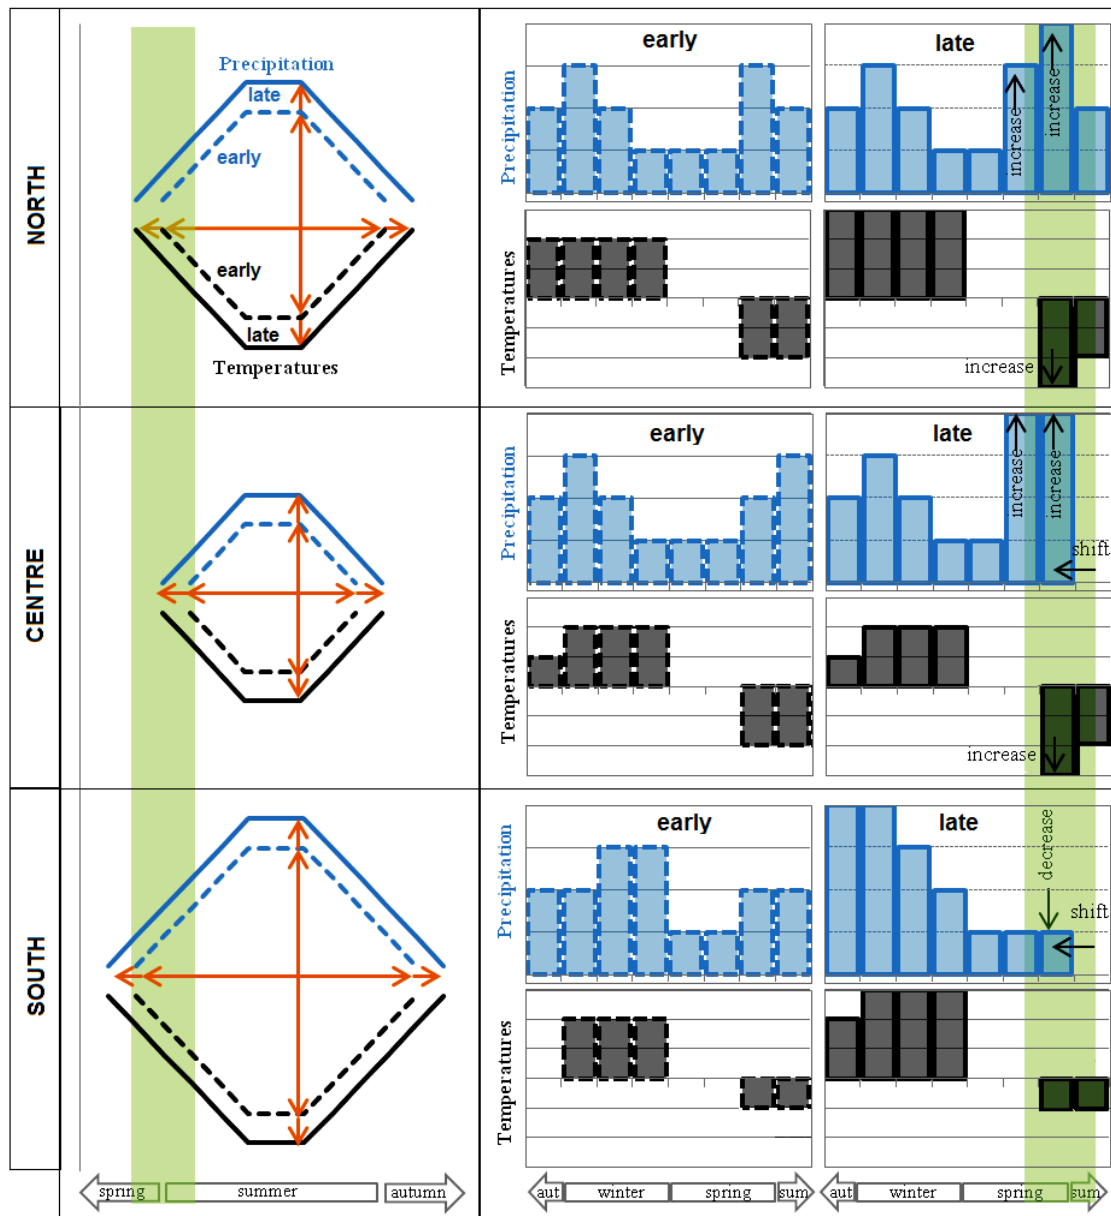 NORTH
Precipitation
late
early
early
late
Temperatures
early
late
Precipitation
increase
increase
Temperatures
increase
CENTRE
early
late
Precipitation
increase
increase
shift
Temperatures
increase
SOUTH
early
late
Precipitation
decrease
shift
Temperatures
spring
summer
autumn
aut
winter
spring
sum
aut
winter
spring
sum